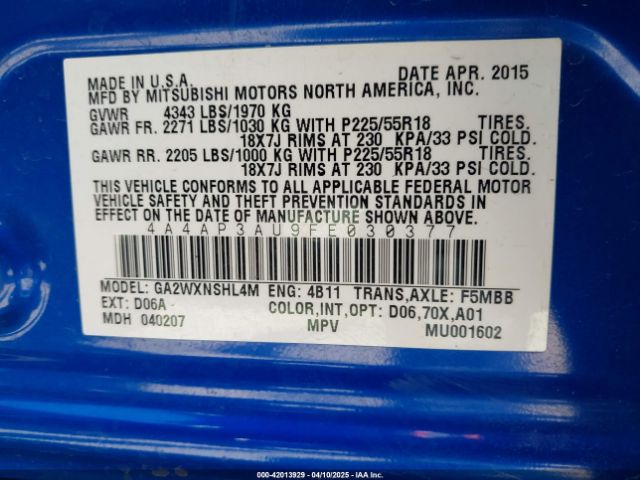 MADE IN U.S.A. DATE APR. 2015
MFD BY MITSUBISHI MOTORS NORTH AMERICA, INC.
GVWR 4343 LBS/1970 KG
GAWR FR. 2271 LBS/1030 KG WITH P225/55R18 TIRES.
18X7J RIMS AT 230 KPA/33 PSI COLD.
GAWR RR. 2205 LBS/1000 KG WITH P225/55R18 TIRES.
18X7J RIMS AT 230 KPA/33 PSI COLD.
THIS VEHICLE CONFORMS TO ALL APPLICABLE FEDERAL MOTOR
VEHICLE SAFETY AND THEFT PREVENTION STANDARDS IN
EFFECT ON THE DATE OF MANUFACTURE SHOWN ABOVE.
4A4AP3AU9FE030377
MODEL: GA2WXNSHL4M ENG: 4B11 TRANS,AXLE: F5MBB
EXT: D06A COLOR,INT,OPT: D06,70X,A01
MDH 040207 MPV MU001602
000-42013929 - 04/10/2025 - COPYRIGHT IAA, LLC.